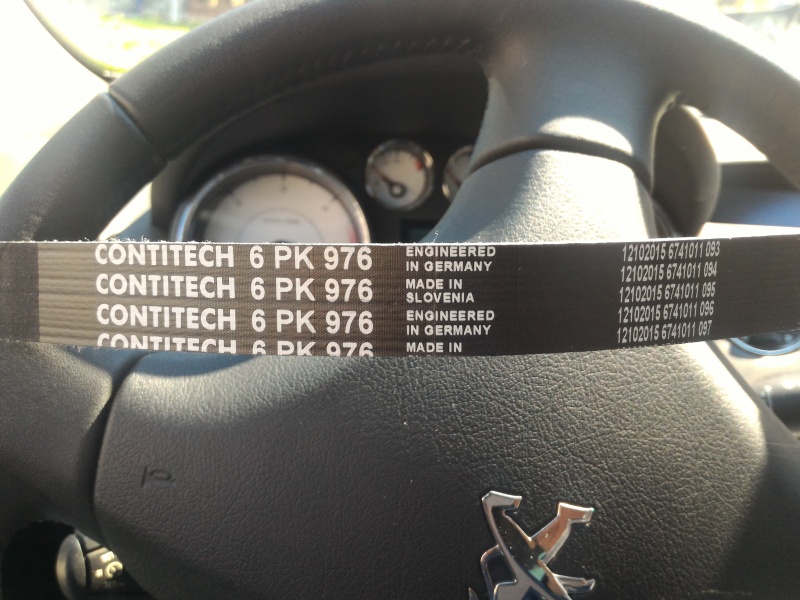 CONTITECH 6 PK 976 ENGINEERED IN GERMANY 12102015 6741011 093
12102015 6741011 094
CONTITECH 6 PK 976 MADE IN SLOVENIA 12102015 6741011 095
CONTITECH 6 PK 976 ENGINEERED IN GERMANY 12102015 6741011 096
12102015 6741011 097
CONTITECH 6 PK 976 MADE IN